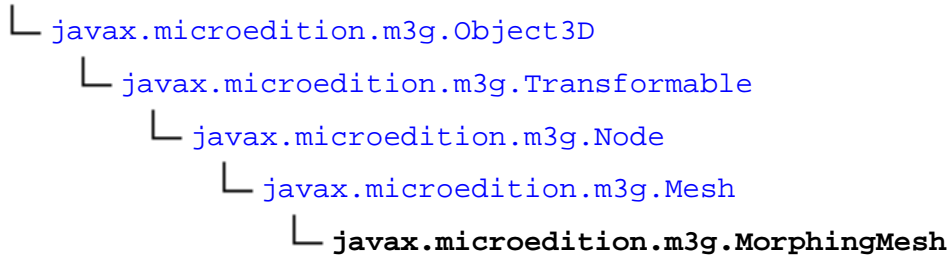 javax.microedition.m3g.Object3D
javax.microedition.m3g.Transformable
javax.microedition.m3g.Node
javax.microedition.m3g.Mesh
javax.microedition.m3g.MorphingMesh